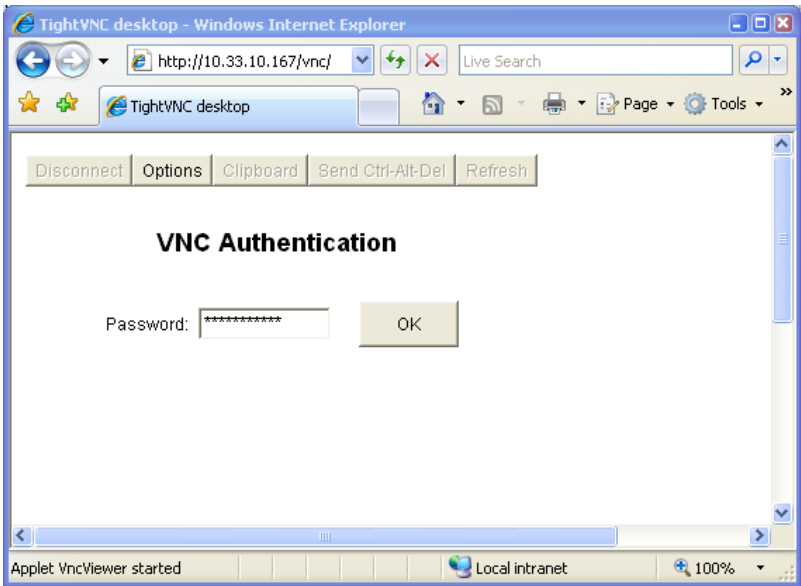 TightVNC desktop - Windows Internet Explorer
http://10.33.10.167/vnc/ Live Search
TightVNC desktop Page Tools »
Disconnect Options Clipboard Send Ctrl-Alt-Del Refresh
VNC Authentication
Password: *********** OK
Applet VncViewer started Local intranet 100%